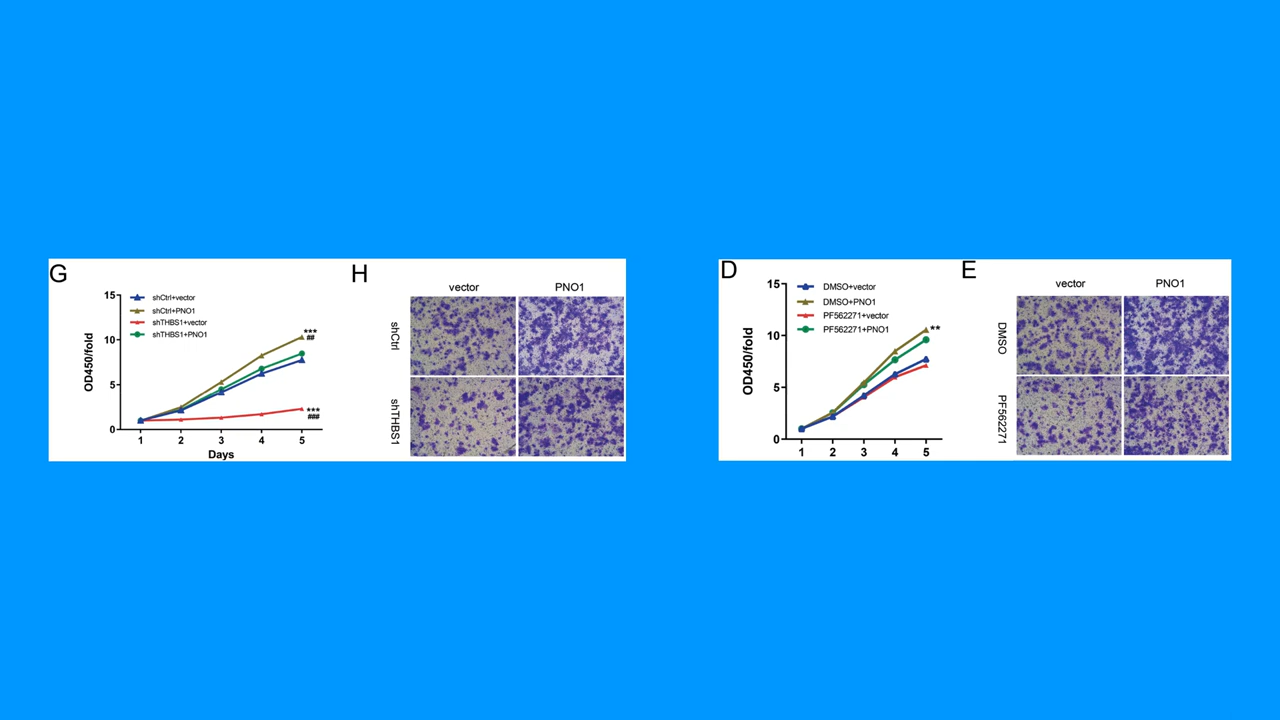 G
shCtrl+vector
shCtrl+PNO1
shTHBS1+vector
shTHBS1+PNO1
OD450/fold
15
10
5
0
***
##
***
###
1 2 3 4 5
Days
H
vector PNO1
shCtrl
shTHBS1
D
DMSO+vector
DMSO+PNO1
PF562271+vector
PF562271+PNO1
OD450/fold
15
10
5
0
**
1 2 3 4 5
E
vector PNO1
DMSO
PF562271